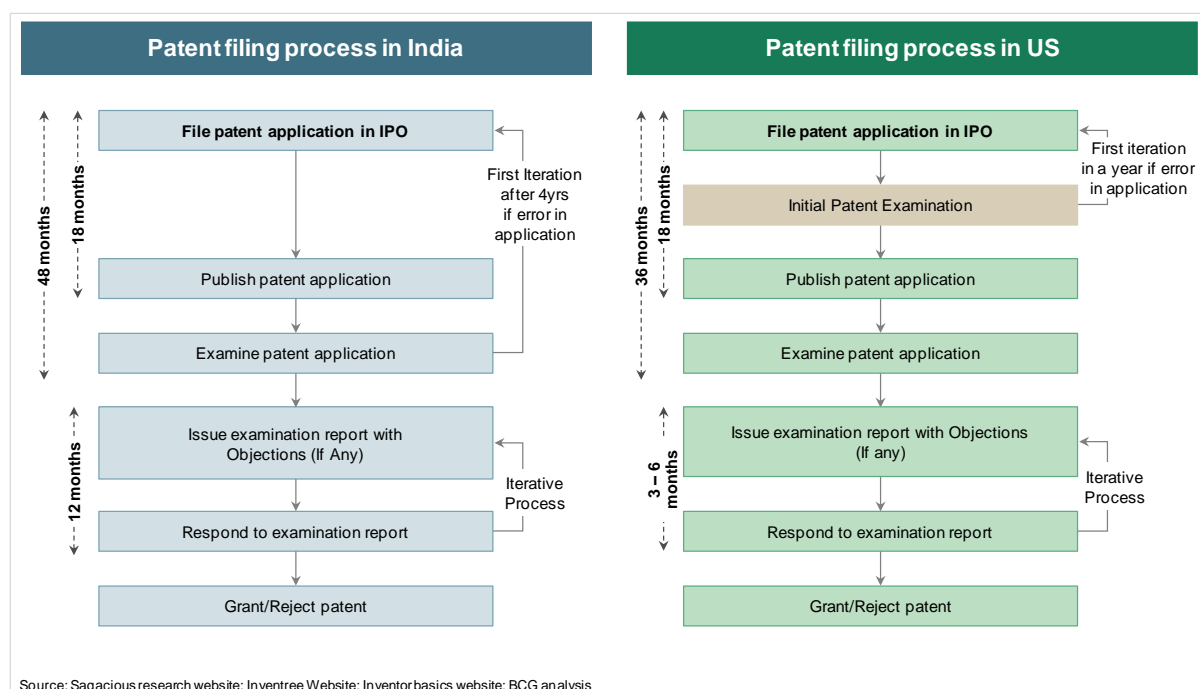 Patent filing process in India
48 months
18 months
File patent application in IPO
First Iteration
after 4yrs
if error in
application
Publish patent application
Examine patent application
12 months
Issue examination report with
Objections (If Any)
Iterative
Process
Respond to examination report
Grant/Reject patent
Patent filing process in US
36 months
18 months
File patent application in IPO
First iteration
in a year if error
in application
Initial Patent Examination
Publish patent application
Examine patent application
3 – 6
months
Issue examination report with Objections
(If any)
Iterative
Process
Respond to examination report
Grant/Reject patent
Source: Sagacious research website; Inventree Website; Inventorbasics website; BCG analysis